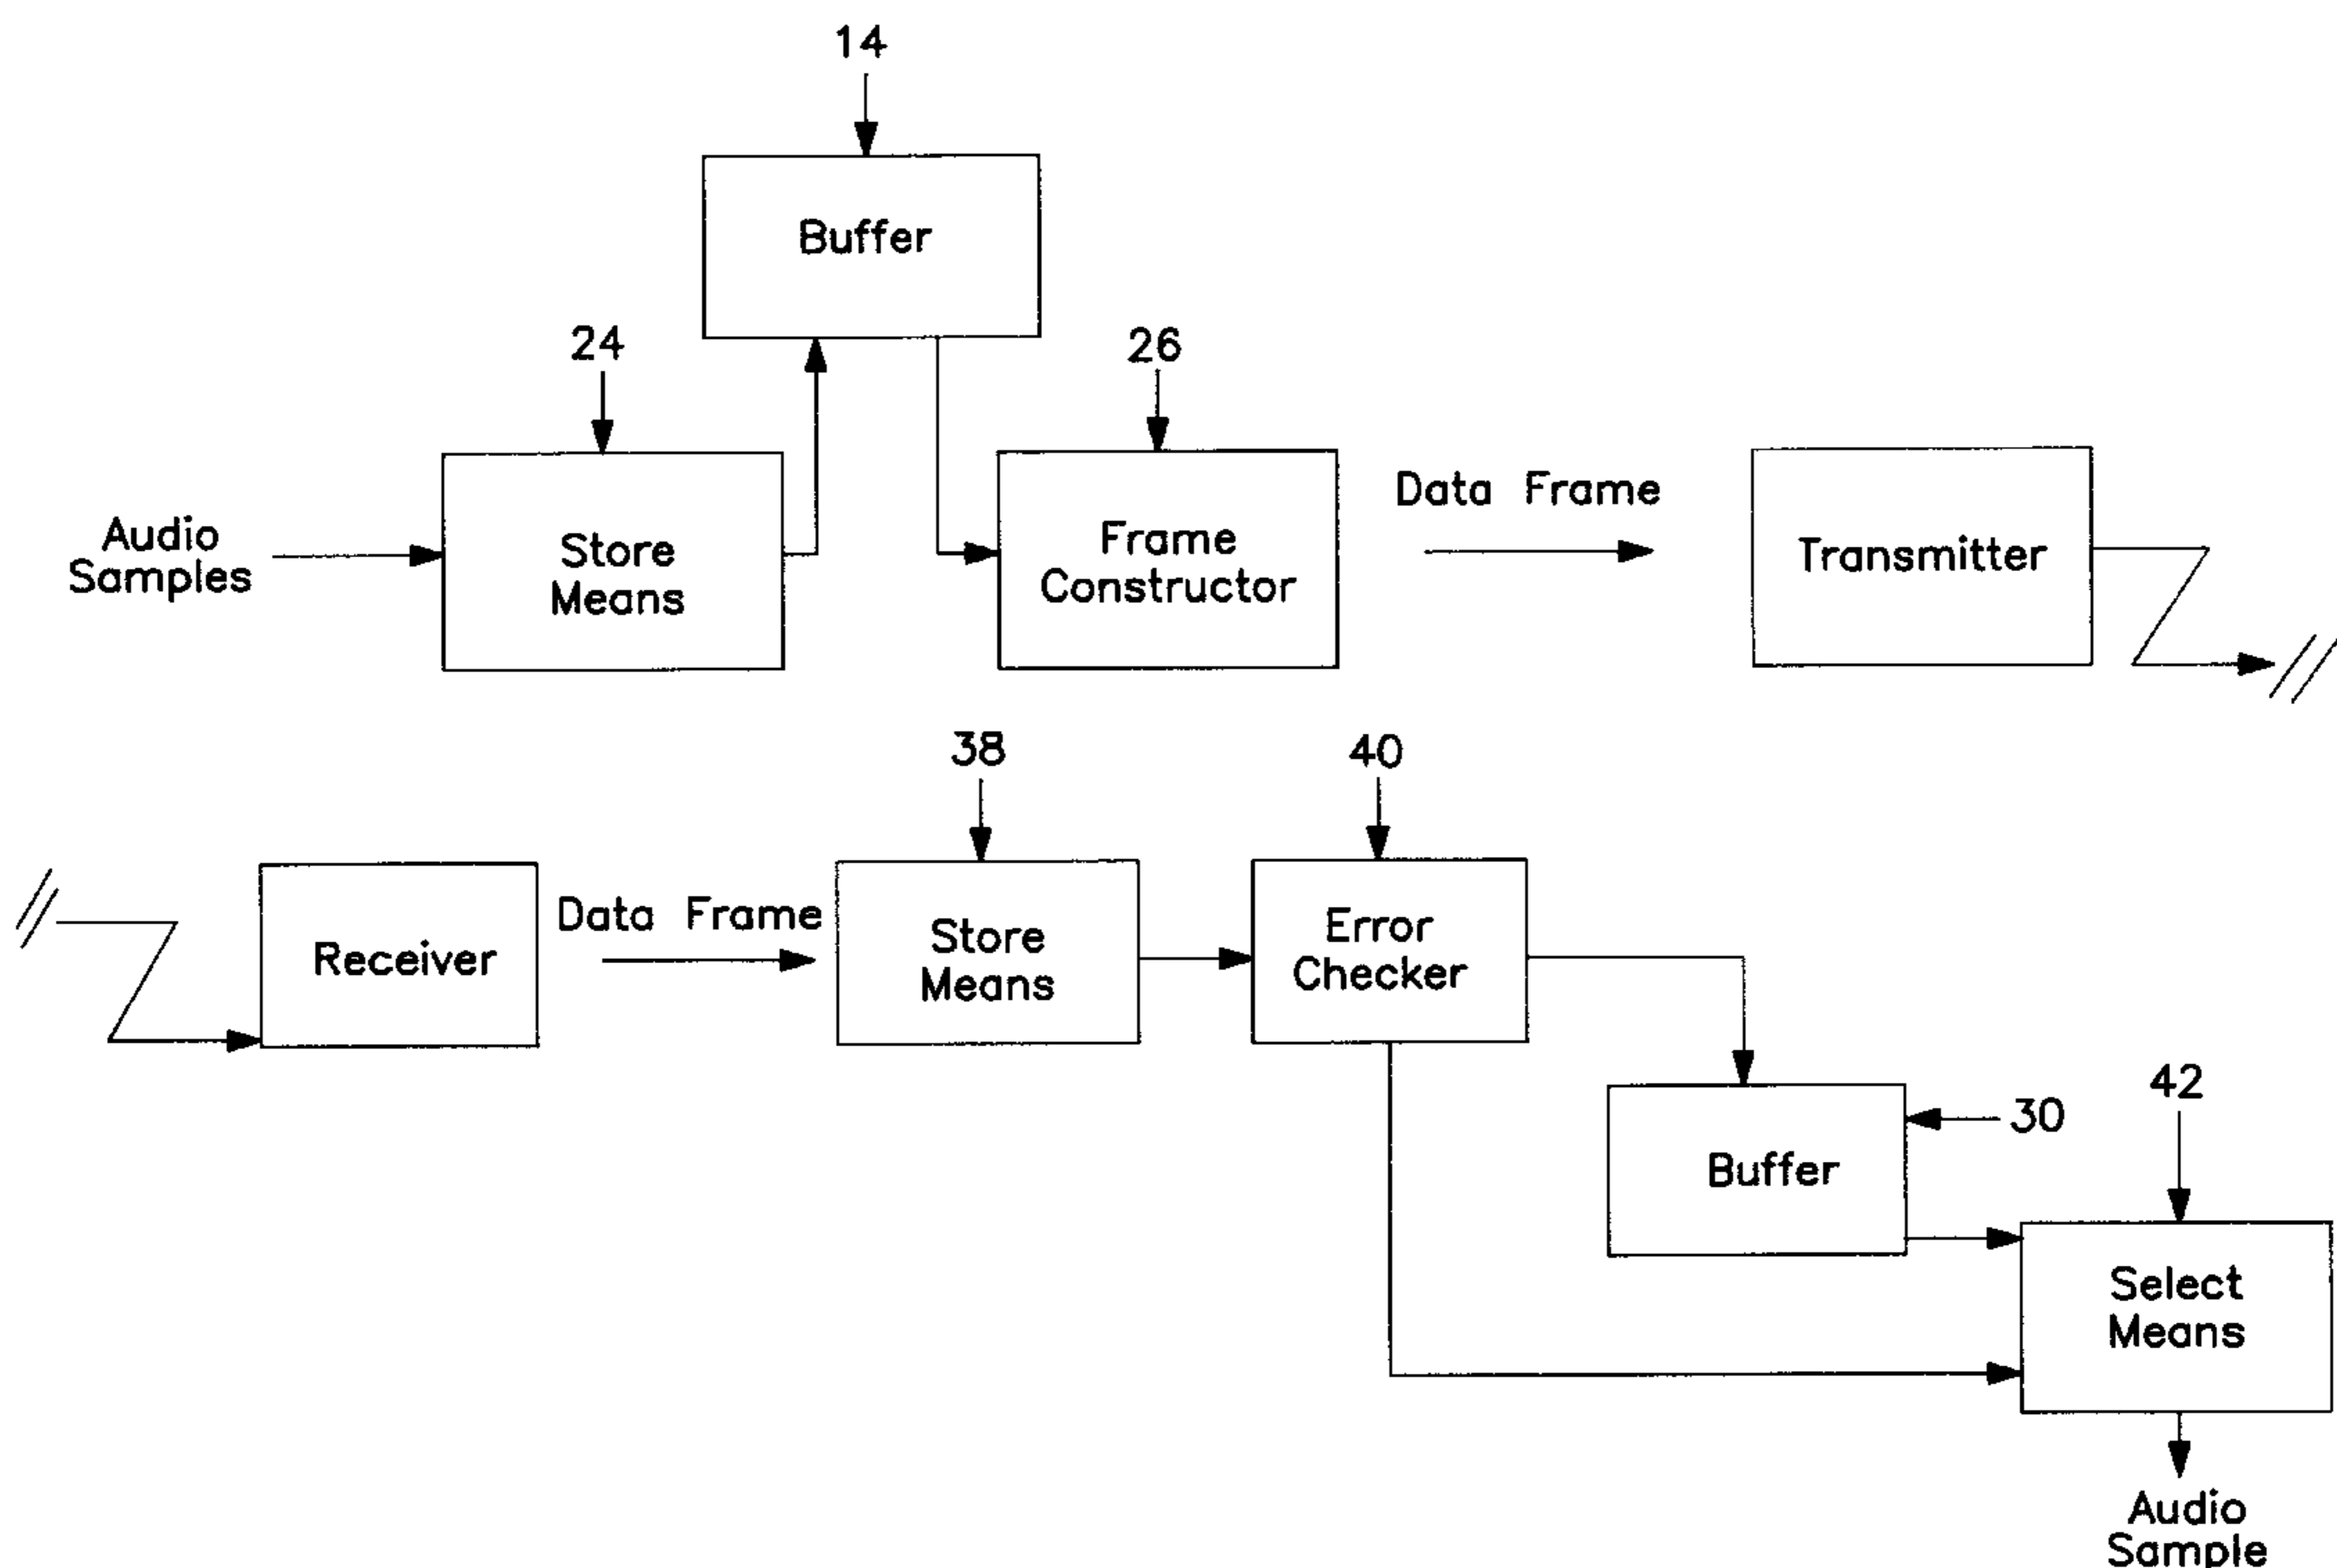 14
Buffer
24
26
Audio
Samples
Store
Means
Frame
Constructor
Data Frame
Transmitter
38
40
Receiver
Data Frame
Store
Means
Error
Checker
42
30
Buffer
Select
Means
Audio
Sample